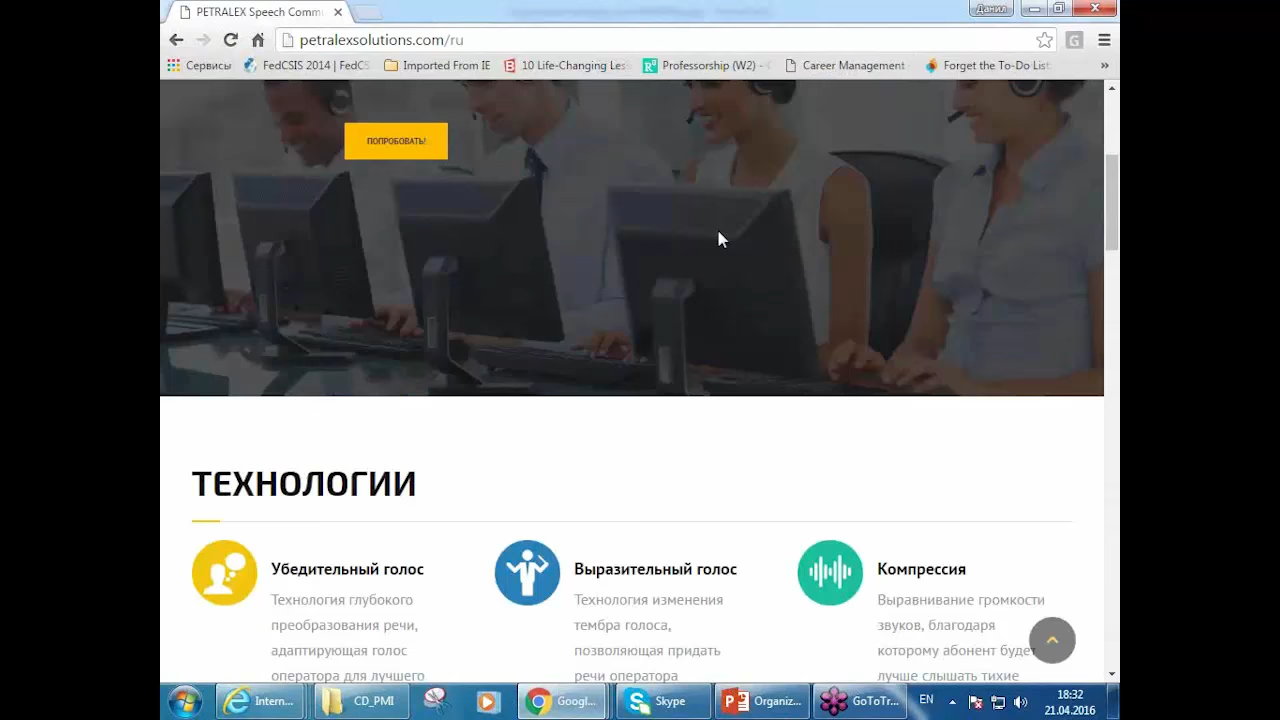 PETRALEX Speech Commu
Данил
petralexsolutions.com/ru
Сервисы
FedCSIS 2014 | FedCS
Imported From IE
10 Life-Changing Les
Professorship (W2) - 
Career Management
Forget the To-Do List
ПОПРОБОВАТЬ!
ТЕХНОЛОГИИ
Убедительный голос
Технология глубокого
преобразования речи,
адаптирующая голос
оператора для лучшего
Выразительный голос
Технология изменения
тембра голоса,
позволяющая придать
речи оператора
Компрессия
Выравнивание громкости
звуков, благодаря
которому абонент будет
лучше слышать тихие
Intern...
CD_PMI
Googl...
Skype
Organiz...
GoToTr...
EN
18:32
21.04.2016